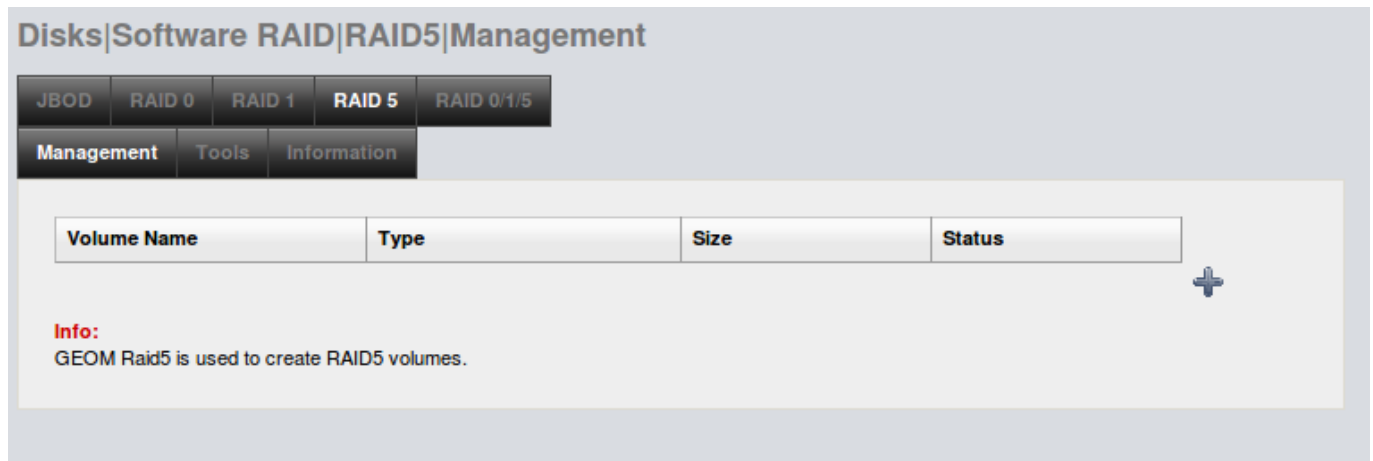 Disks|Software RAID|RAID5|Management
JBOD RAID 0 RAID 1 RAID 5 RAID 0/1/5
Management Tools Information
Volume Name Type Size Status
Info:
GEOM Raid5 is used to create RAID5 volumes.